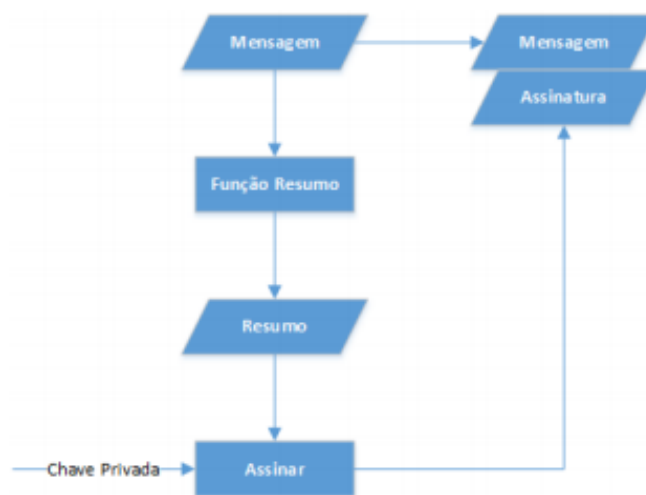 Mensagem
Mensagem
Assinatura
Função Resumo
Resumo
Chave Privada
Assinar